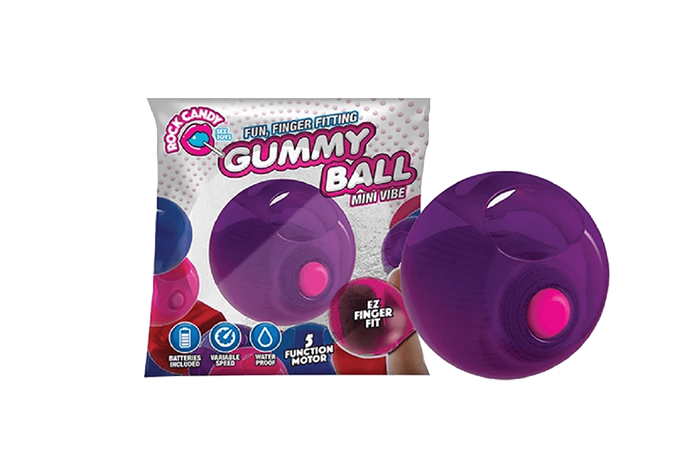 ROCK CANDY
SEX
TOYS
FUN, FINGER FITTING
GUMMY
BALL
MINI VIBE
EZ
FINGER
FIT
BATTERIES
INCLUDED
VARIABLE
SPEED
WATER
PROOF
5
FUNCTION
MOTOR